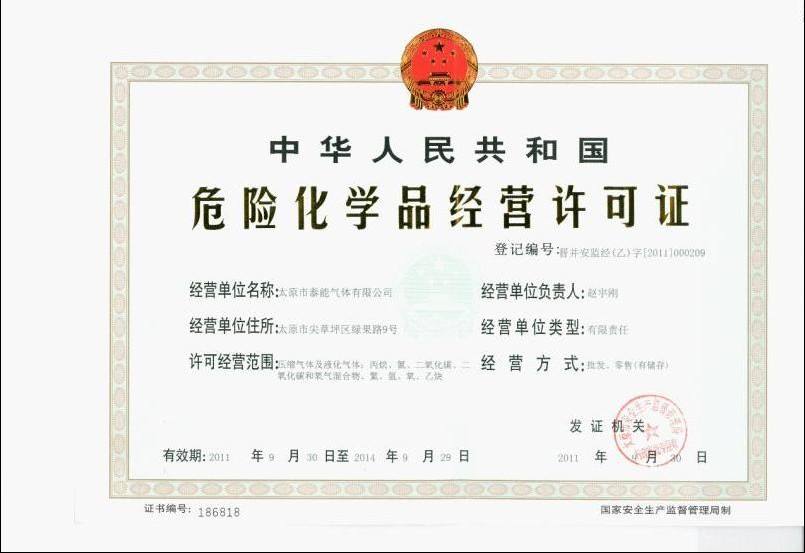 中华人民共和国
危险化学品经营许可证
登记编号:晋并安监经(乙)字[2011]000209
经营单位名称:太原市泰能气体有限公司
经营单位负责人:赵宇刚
经营单位住所:太原市尖草坪区绿果路9号
经营单位类型:有限责任
许可经营范围:压缩气体及液化气体:丙烷、氮、二氧化碳、二
氧化碳和氧气混合物、氦、氩、氧、乙炔
经营方式:批发、零售(有储存)
发证机关
有效期:2011 年 9 月 30 日至 2014 年 9 月 29 日
2011 年 9 月 30 日
证书编号: 186818
国家安全生产监督管理局制